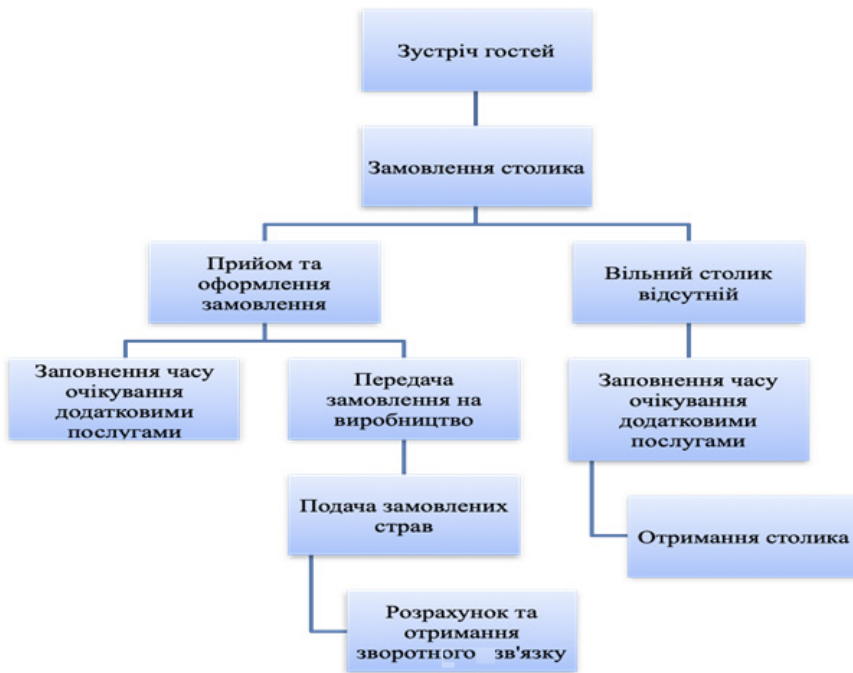 Зустріч гостей
Замовлення столика
Прийом та
оформлення
замовлення
Вільний столик
відсутній
Заповнення часу
очікування
додатковими
послугами
Передача
замовлення на
виробництво
Заповнення часу
очікування
додатковими
послугами
Подача замовлених
страв
Отримання столика
Розрахунок та
отримання
зворотного зв'язку